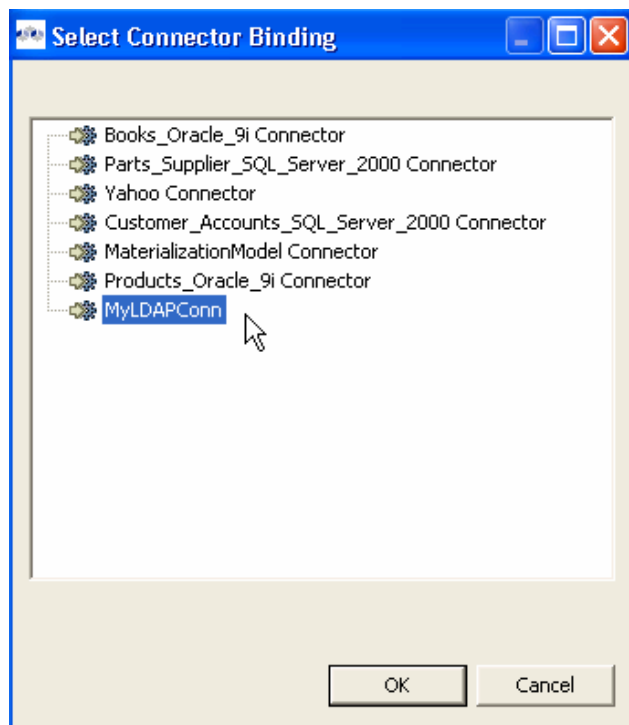 Select Connector Binding
Books_Oracle_9i Connector
Parts_Supplier_SQL_Server_2000 Connector
Yahoo Connector
Customer_Accounts_SQL_Server_2000 Connector
MaterializationModel Connector
Products_Oracle_9i Connector
MyLDAPConn
OK Cancel